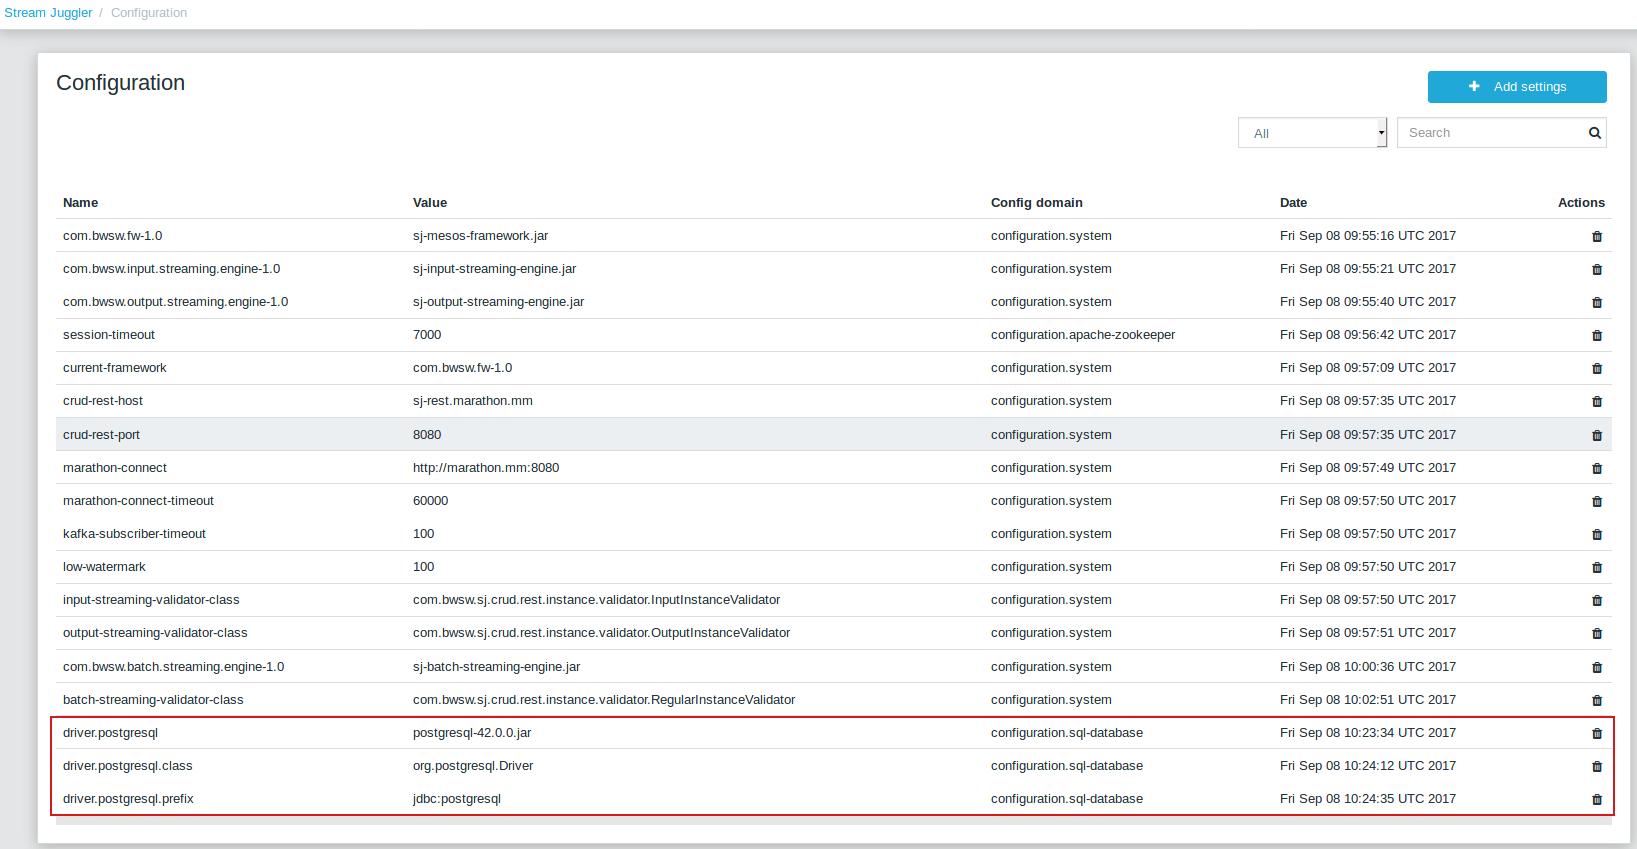 Stream Juggler / Configuration
Configuration
Add settings
All Search
Name Value Config domain Date Actions
com.bwsw.fw-1.0 sj-mesos-framework.jar configuration.system Fri Sep 08 09:55:16 UTC 2017
com.bwsw.input.streaming.engine-1.0 sj-input-streaming-engine.jar configuration.system Fri Sep 08 09:55:21 UTC 2017
com.bwsw.output.streaming.engine-1.0 sj-output-streaming-engine.jar configuration.system Fri Sep 08 09:55:40 UTC 2017
session-timeout 7000 configuration.apache-zookeeper Fri Sep 08 09:56:42 UTC 2017
current-framework com.bwsw.fw-1.0 configuration.system Fri Sep 08 09:57:09 UTC 2017
crud-rest-host sj-rest.marathon.mm configuration.system Fri Sep 08 09:57:35 UTC 2017
crud-rest-port 8080 configuration.system Fri Sep 08 09:57:35 UTC 2017
marathon-connect http://marathon.mm:8080 configuration.system Fri Sep 08 09:57:49 UTC 2017
marathon-connect-timeout 60000 configuration.system Fri Sep 08 09:57:50 UTC 2017
kafka-subscriber-timeout 100 configuration.system Fri Sep 08 09:57:50 UTC 2017
low-watermark 100 configuration.system Fri Sep 08 09:57:50 UTC 2017
input-streaming-validator-class com.bwsw.sj.crud.rest.instance.validator.InputInstanceValidator configuration.system Fri Sep 08 09:57:50 UTC 2017
output-streaming-validator-class com.bwsw.sj.crud.rest.instance.validator.OutputInstanceValidator configuration.system Fri Sep 08 09:57:51 UTC 2017
com.bwsw.batch.streaming.engine-1.0 sj-batch-streaming-engine.jar configuration.system Fri Sep 08 10:00:36 UTC 2017
batch-streaming-validator-class com.bwsw.sj.crud.rest.instance.validator.RegularInstanceValidator configuration.system Fri Sep 08 10:02:51 UTC 2017
driver.postgresql postgresql-42.0.0.jar configuration.sql-database Fri Sep 08 10:23:34 UTC 2017
driver.postgresql.class org.postgresql.Driver configuration.sql-database Fri Sep 08 10:24:12 UTC 2017
driver.postgresql.prefix jdbc:postgresql configuration.sql-database Fri Sep 08 10:24:35 UTC 2017